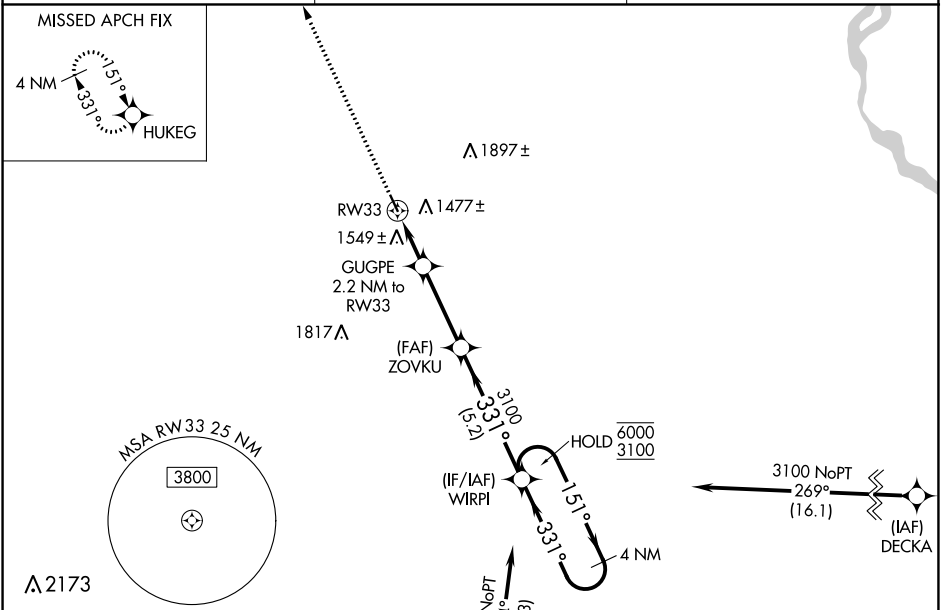 MISSED APCH FIX
4 NM
151°
331°
HUKEG
1897 ±
RW33
1477 ±
1549 ±
GUGPE
2.2 NM to
RW33
1817
(FAF)
ZOVKU
3100
331°
(5.2)
MSA RW33 25 NM
3800
HOLD
6000
3100
(IF/IAF)
WIRPI
151°
331°
4 NM
3100 NoPT
269°
(16.1)
(IAF)
DECKA
2173
NoPT